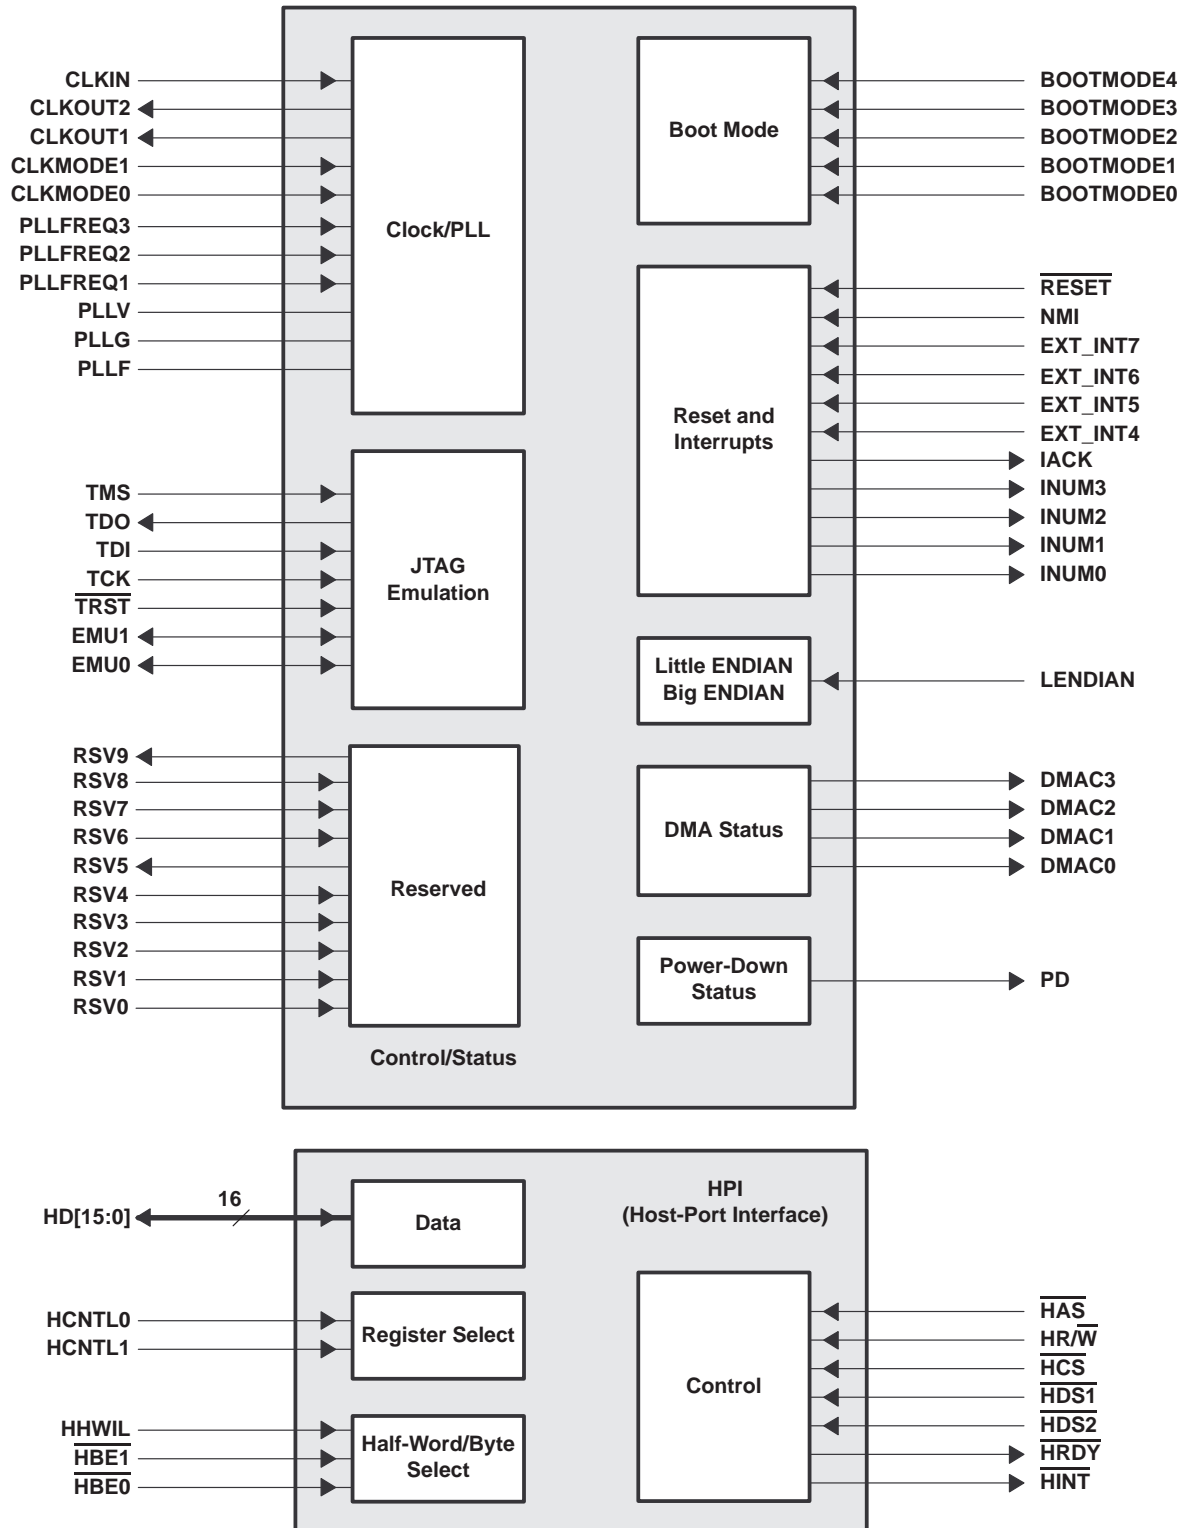 CLKIN
CLKOUT2
CLKOUT1
CLKMODE1
CLKMODE0
PLLFREQ3
PLLFREQ2
PLLFREQ1
PLLV
PLLG
PLLF
Clock/PLL
TMS
TDO
TDI
TCK
TRST
EMU1
EMU0
JTAG
Emulation
RSV9
RSV8
RSV7
RSV6
RSV5
RSV4
RSV3
RSV2
RSV1
RSV0
Reserved
Control/Status
Boot Mode
BOOTMODE4
BOOTMODE3
BOOTMODE2
BOOTMODE1
BOOTMODE0
Reset and
Interrupts
RESET
NMI
EXT_INT7
EXT_INT6
EXT_INT5
EXT_INT4
IACK
INUM3
INUM2
INUM1
INUM0
Little ENDIAN
Big ENDIAN
LENDIAN
DMA Status
DMAC3
DMAC2
DMAC1
DMAC0
Power-Down
Status
PD
HD[15:0]
16
Data
HPI
(Host-Port Interface)
HCNTL0
HCNTL1
Register Select
HHWIL
HBE1
HBE0
Half-Word/Byte
Select
Control
HAS
HR/W
HCS
HDS1
HDS2
HRDY
HINT